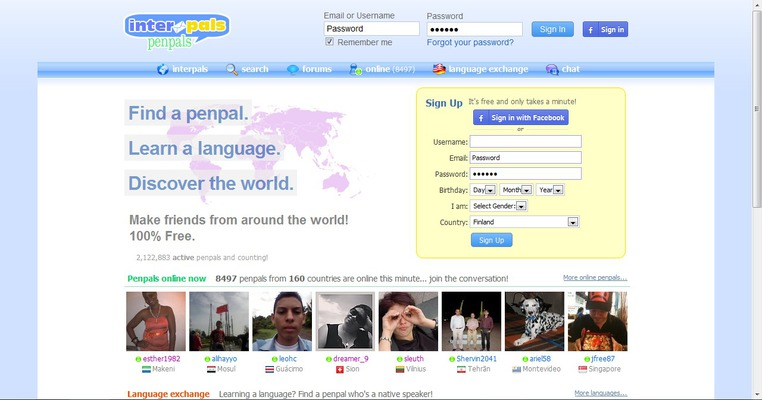 inter pals
penpals
Email or Username
Password
Password
••••••
Sign In
f Sign in
Remember me
Forgot your password?
interpals
search
forums
online (8497)
language exchange
chat
Find a penpal.
Learn a language.
Discover the world.
Make friends from around the world!
100% Free.
2,122,883 active penpals and counting!
Sign Up It's free and only takes a minute!
f Sign in with Facebook
or
Username:
Email: Password
Password: ••••••
Birthday: Day Month Year
I am: Select Gender:
Country: Finland
Sign Up
Penpals online now 8497 penpals from 160 countries are online this minute... join the conversation! More online penpals...
esther1982 alihayyo leohc dreamer_9 sleuth Shervin2041 ariel58 jfree87
Makeni Mosul Guácimo Sion Vilnius Tehrān Montevideo Singapore
Language exchange Learning a language? Find a penpal who's a native speaker! More languages...